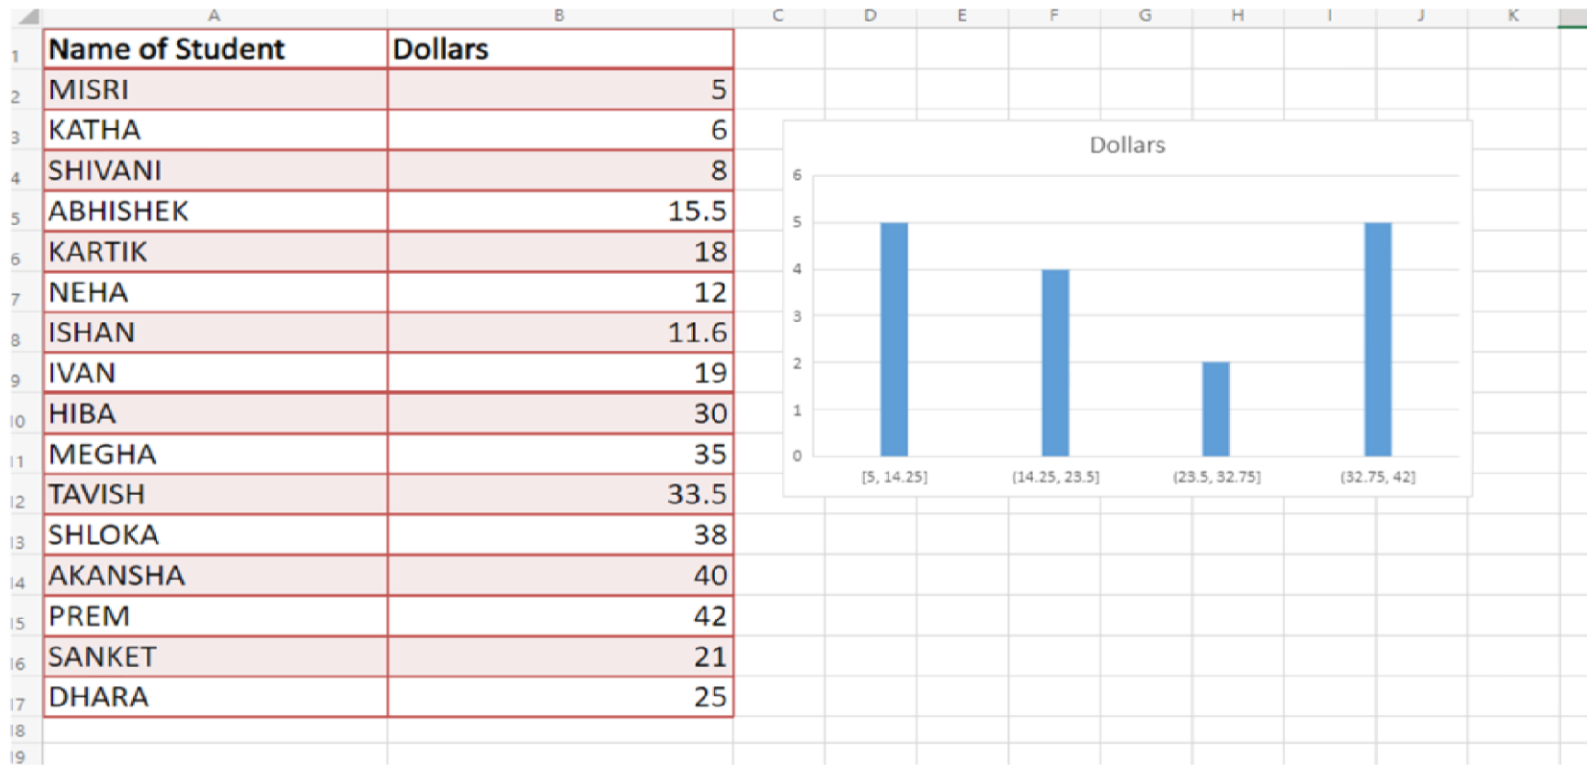 A B C D E F G H I J K
1 Name of Student Dollars
2 MISRI 5
3 KATHA 6
4 SHIVANI 8
5 ABHISHEK 15.5
6 KARTIK 18
7 NEHA 12
8 ISHAN 11.6
9 IVAN 19
10 HIBA 30
11 MEGHA 35
12 TAVISH 33.5
13 SHLOKA 38
14 AKANSHA 40
15 PREM 42
16 SANKET 21
17 DHARA 25
18
19
Dollars
6
5
4
3
2
1
0
[5, 14.25] (14.25, 23.5] (23.5, 32.75] (32.75, 42]